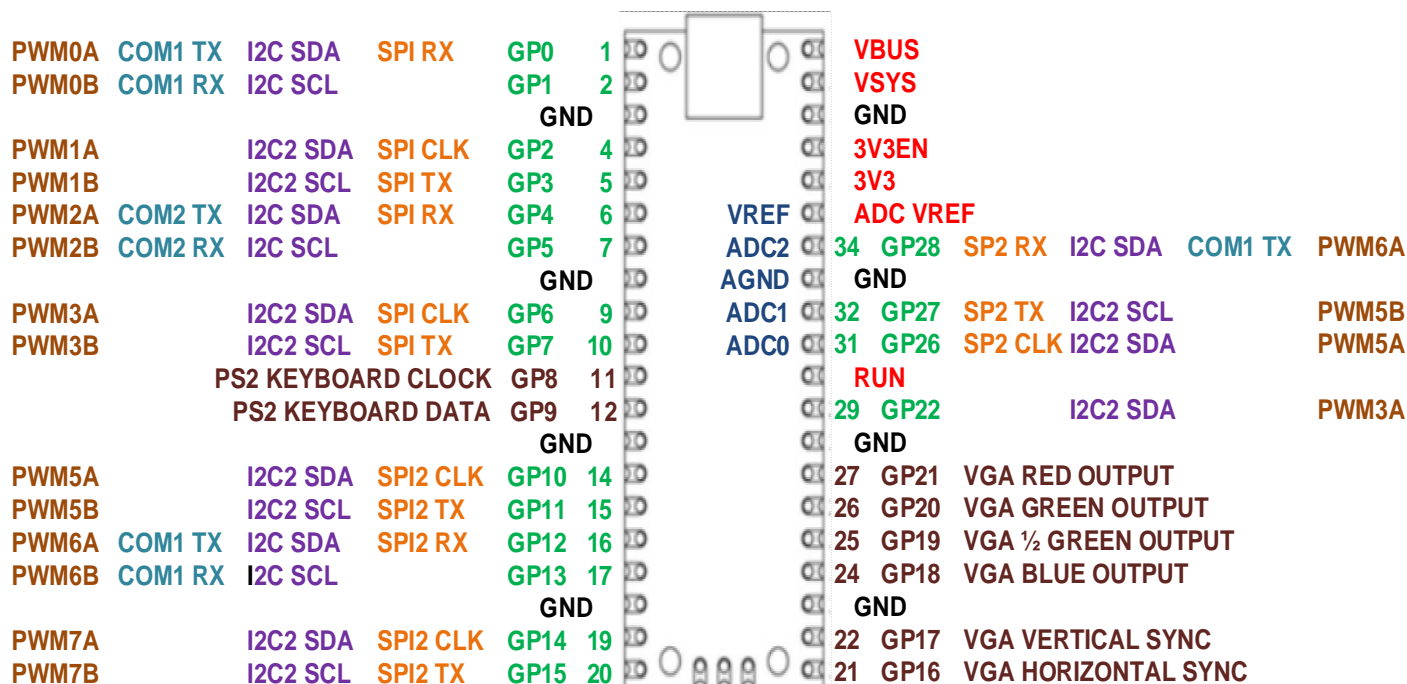 PWM0A COM1 TX I2C SDA SPI RX GP0 1 VBUS
PWM0B COM1 RX I2C SCL GP1 2 VSYS
GND GND
PWM1A I2C2 SDA SPI CLK GP2 4 3V3EN
PWM1B I2C2 SCL SPI TX GP3 5 3V3
PWM2A COM2 TX I2C SDA SPI RX GP4 6 VREF ADC VREF
PWM2B COM2 RX I2C SCL GP5 7 ADC2 34 GP28 SP2 RX I2C SDA COM1 TX PWM6A
GND AGND GND
PWM3A I2C2 SDA SPI CLK GP6 9 ADC1 32 GP27 SP2 TX I2C2 SCL PWM5B
PWM3B I2C2 SCL SPI TX GP7 10 ADC0 31 GP26 SP2 CLK I2C2 SDA PWM5A
PS2 KEYBOARD CLOCK GP8 11 RUN
PS2 KEYBOARD DATA GP9 12 29 GP22 I2C2 SDA PWM3A
GND GND
PWM5A I2C2 SDA SPI2 CLK GP10 14 27 GP21 VGA RED OUTPUT
PWM5B I2C2 SCL SPI2 TX GP11 15 26 GP20 VGA GREEN OUTPUT
PWM6A COM1 TX I2C SDA SPI2 RX GP12 16 25 GP19 VGA ½ GREEN OUTPUT
PWM6B COM1 RX I2C SCL GP13 17 24 GP18 VGA BLUE OUTPUT
GND GND
PWM7A I2C2 SDA SPI2 CLK GP14 19 22 GP17 VGA VERTICAL SYNC
PWM7B I2C2 SCL SPI2 TX GP15 20 21 GP16 VGA HORIZONTAL SYNC